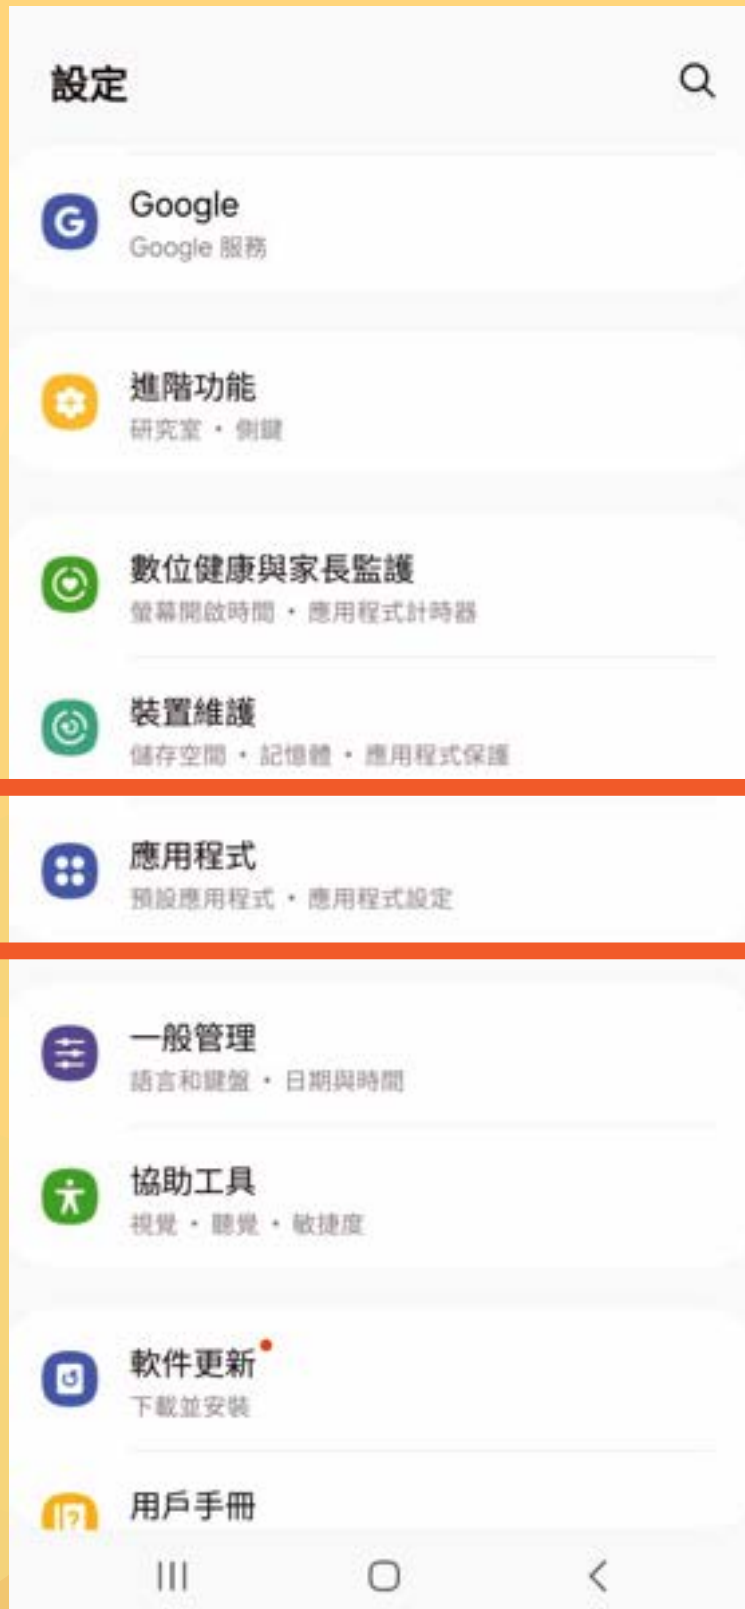 設定
Google
Google 服務
進階功能
研究室 • 側鍵
數位健康與家長監護
螢幕開啟時間 • 應用程式計時器
裝置維護
儲存空間 • 記憶體 • 應用程式保護
應用程式
預設應用程式 • 應用程式設定
一般管理
語言和鍵盤 • 日期與時間
協助工具
視覺 • 聽覺 • 敏捷度
軟件更新
下載並安裝
用戶手冊